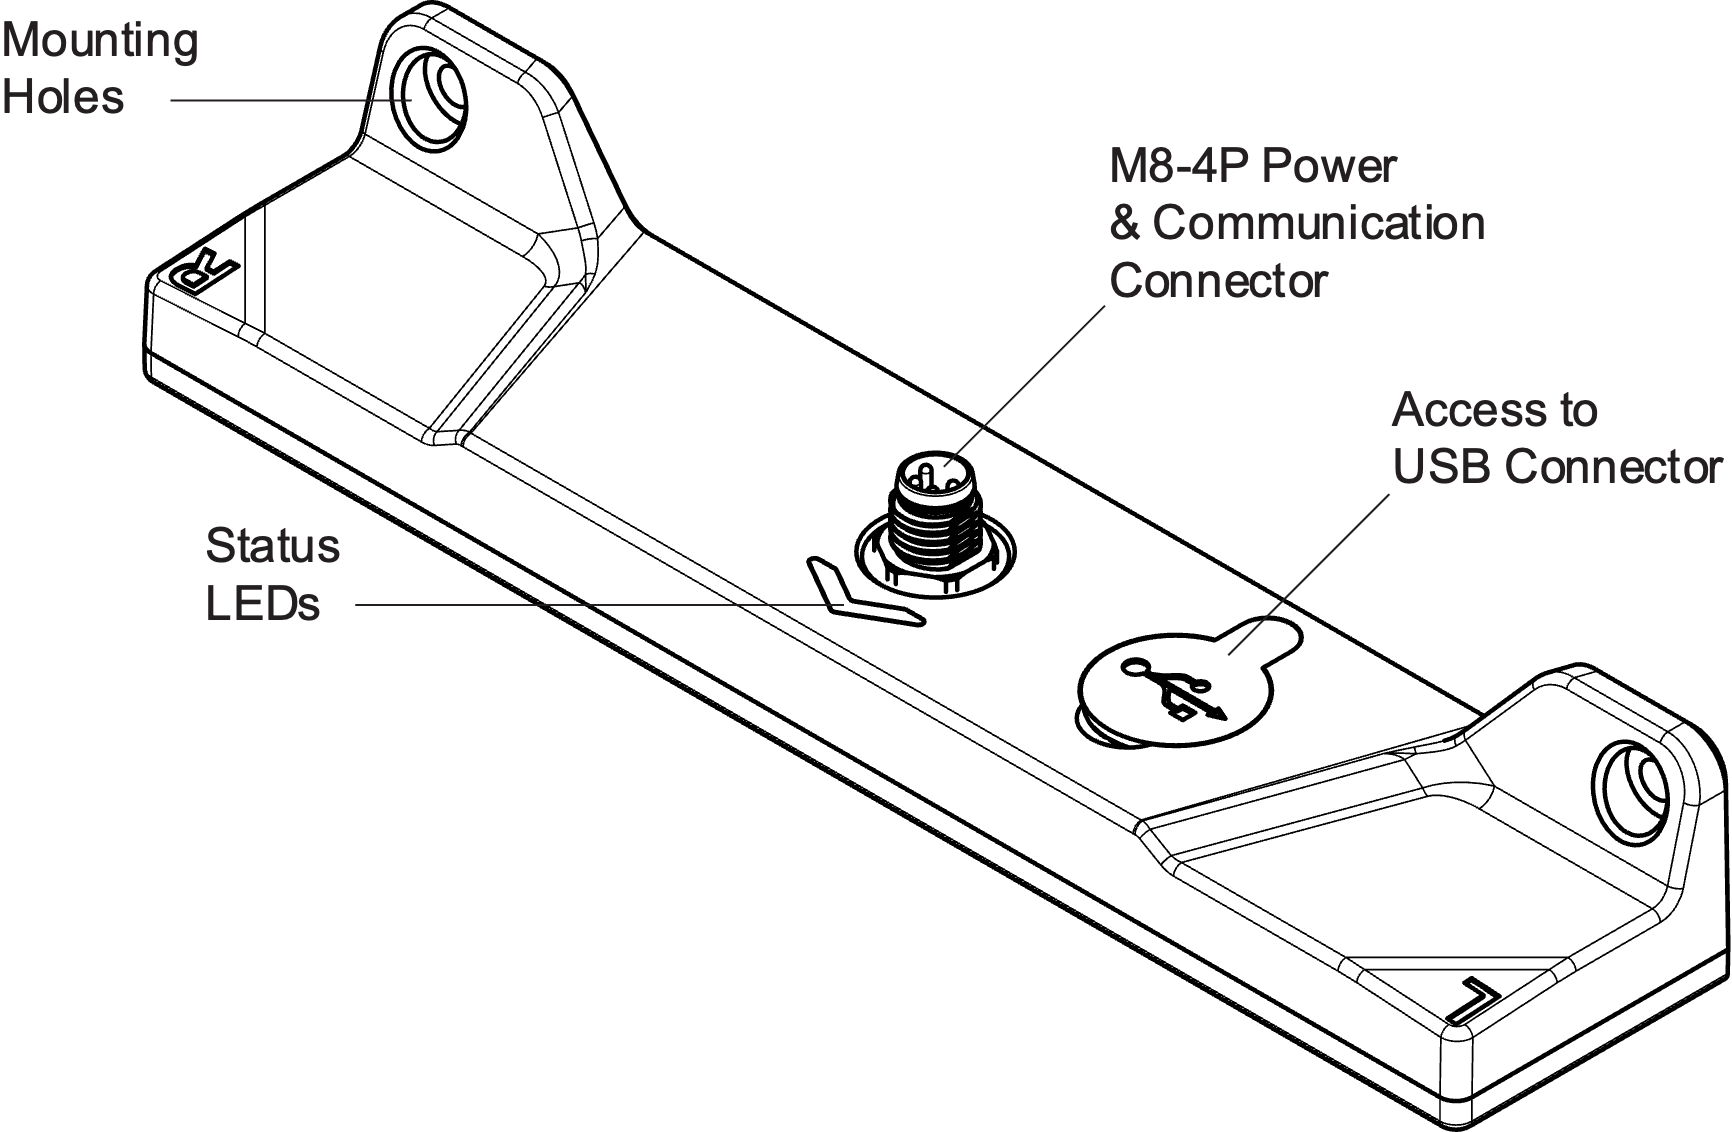 Mounting
Holes
M8-4P Power
& Communication
Connector
Access to
USB Connector
Status
LEDs
R
L